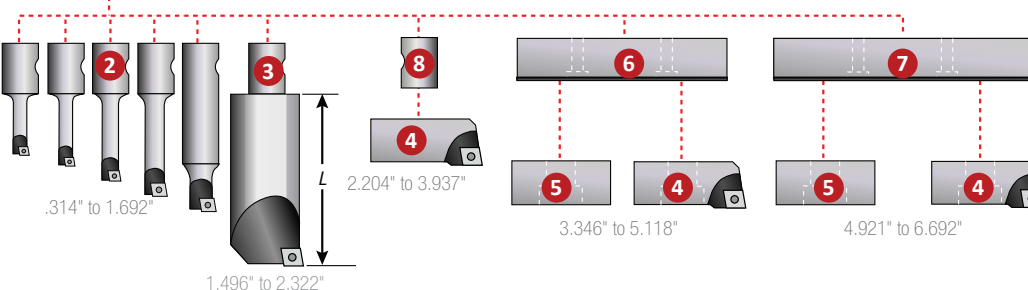 2
3
8
6
7
4
5
4
5
4
L
.314" to 1.692"
1.496" to 2.322"
2.204" to 3.937"
3.346" to 5.118"
4.921" to 6.692"